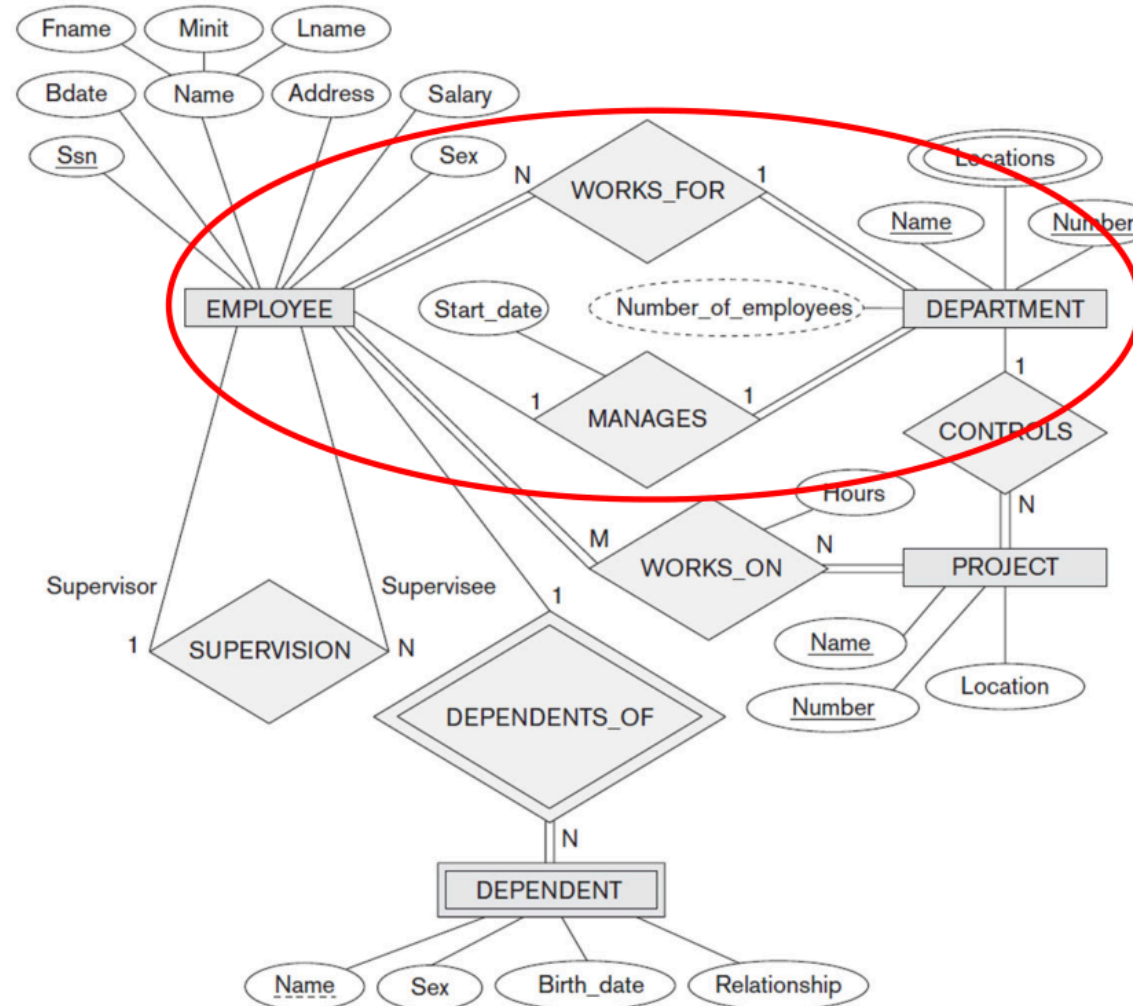 Fname Minit Lname
Bdate Name Address Salary
Ssn Sex
N WORKS_FOR 1
Locations
Name Number
EMPLOYEE
Start_date
Number_of_employees
DEPARTMENT
1 MANAGES 1
1
CONTROLS
N
Hours
M WORKS_ON N
PROJECT
Supervisor Supervisee
1 SUPERVISION N
1
Name
Number
Location
DEPENDENTS_OF
N
DEPENDENT
Name Sex Birth_date Relationship